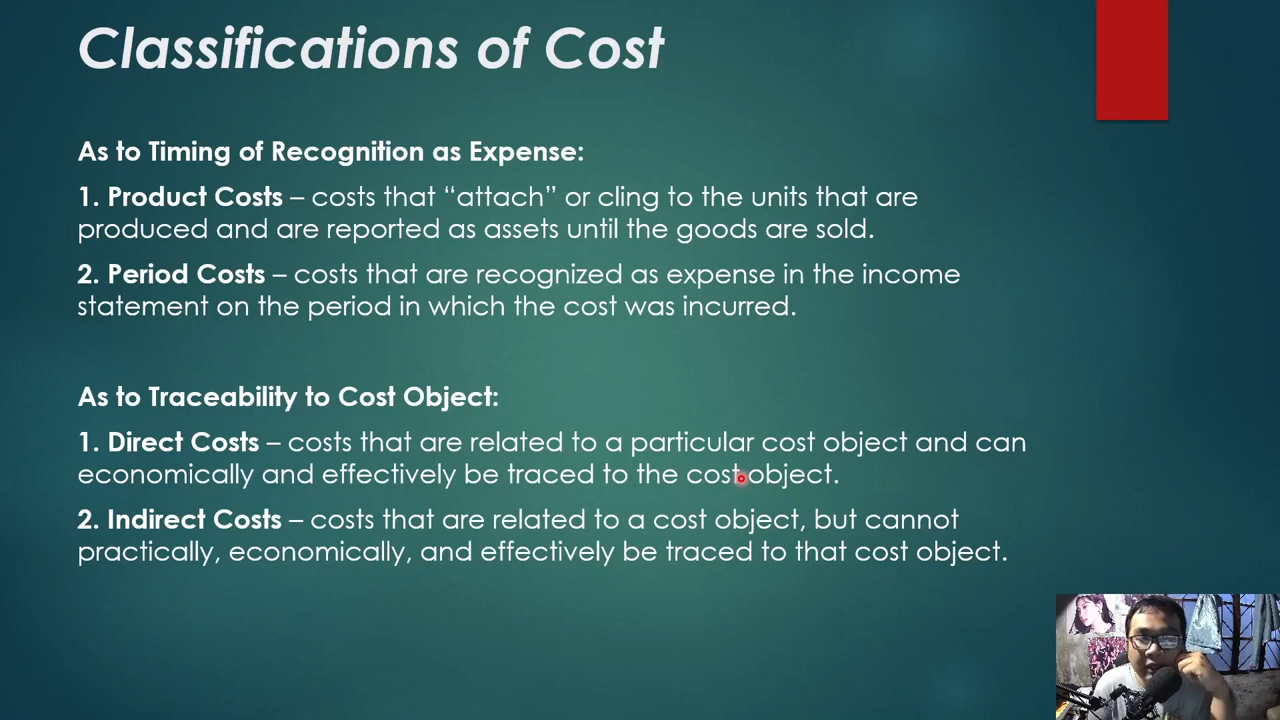 Classifications of Cost
As to Timing of Recognition as Expense:
1. Product Costs – costs that “attach” or cling to the units that are
produced and are reported as assets until the goods are sold.
2. Period Costs – costs that are recognized as expense in the income
statement on the period in which the cost was incurred.
As to Traceability to Cost Object:
1. Direct Costs – costs that are related to a particular cost object and can
economically and effectively be traced to the cost object.
2. Indirect Costs – costs that are related to a cost object, but cannot
practically, economically, and effectively be traced to that cost object.